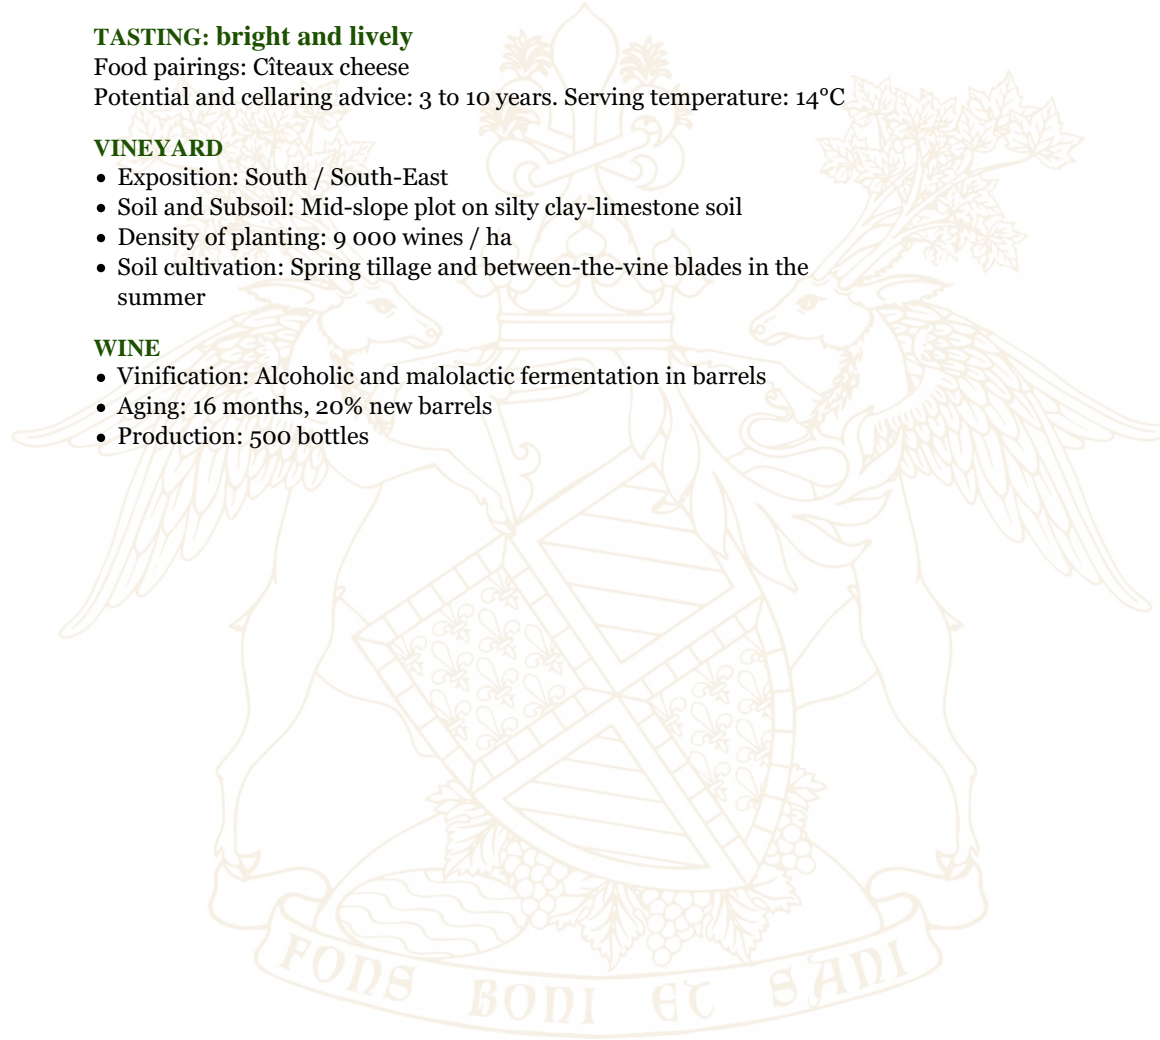 TASTING: bright and lively
Food pairings: Cîteaux cheese
Potential and cellaring advice: 3 to 10 years. Serving temperature: 14°C
VINEYARD
• Exposition: South / South-East
• Soil and Subsoil: Mid-slope plot on silty clay-limestone soil
• Density of planting: 9 000 wines / ha
• Soil cultivation: Spring tillage and between-the-vine blades in the
summer
WINE
• Vinification: Alcoholic and malolactic fermentation in barrels
• Aging: 16 months, 20% new barrels
• Production: 500 bottles
FONS BONI ET SANI